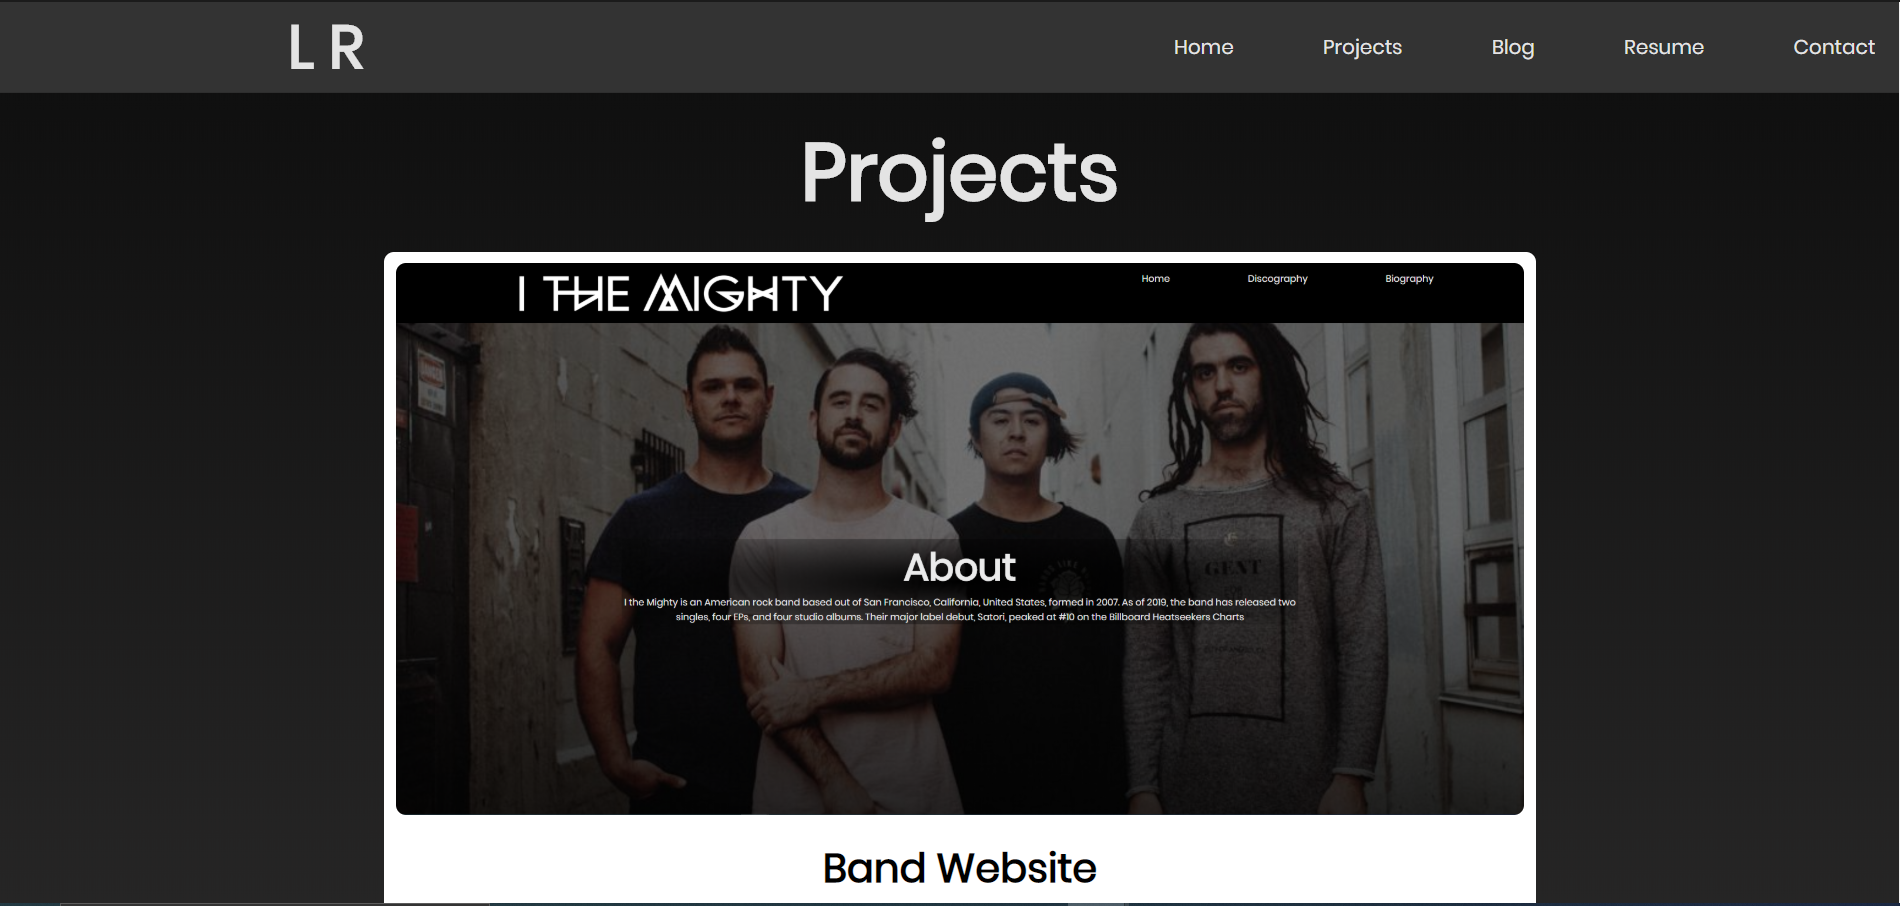 L R
Home Projects Blog Resume Contact
Projects
I THE MIGHTY
Home Discography Biography
GENT
About
I the Mighty is an American rock band based out of San Francisco, California, United States, formed in 2007. As of 2019, the band has released two
singles, four EPs, and four studio albums. Their major label debut, Satori, peaked at #10 on the Billboard Heatseekers Charts
Band Website